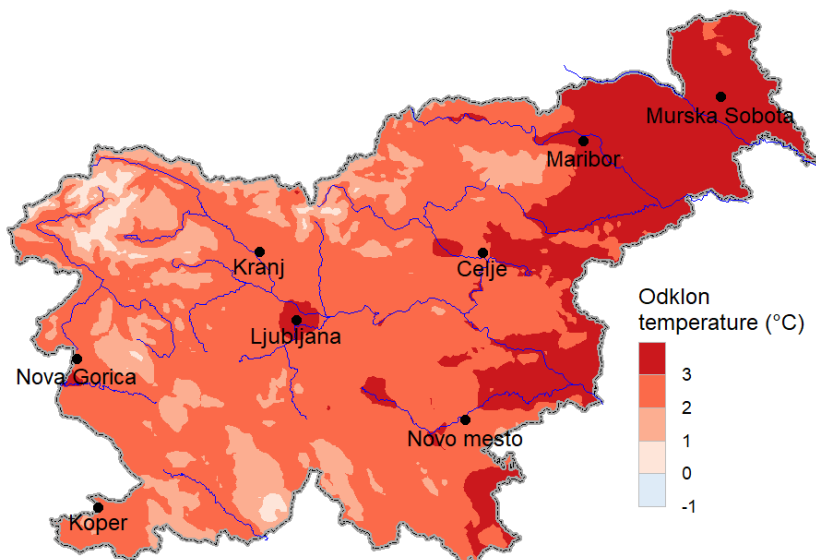 Murska Sobota
Maribor
Kranj
Celje
Ljubljana
Nova Gorica
Novo mesto
Koper
Odklon
temperature (°C)
3
2
1
0
-1